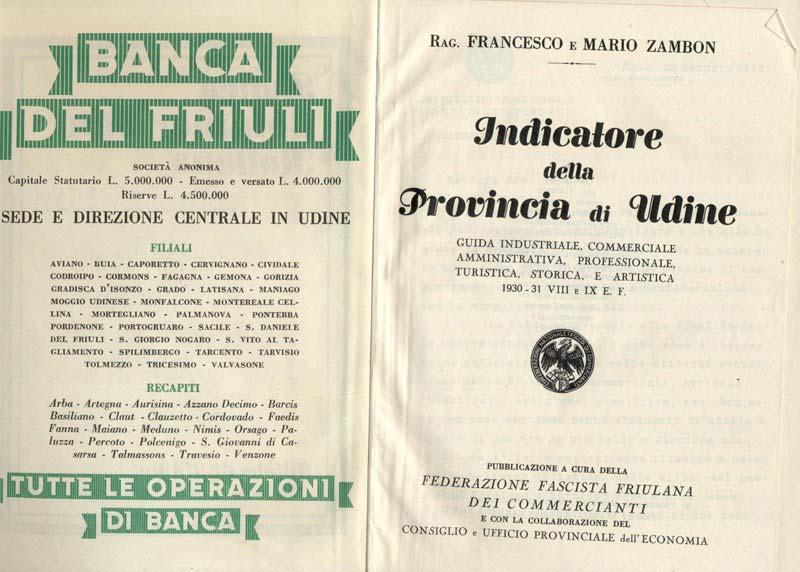 BANCA
DEL FRIULI
SOCIETÀ ANONIMA
Capitale Statutario L. 5.000.000 - Emesso e versato L. 4.000.000
Riserve L. 4.500.000
SEDE E DIREZIONE CENTRALE IN UDINE
FILIALI
AVIANO - BUIA - CAPORETTO - CERVIGNANO - CIVIDALE
CODROIPO - CORMONS - FAGAGNA - GEMONA - GORIZIA
GRADISCA D'ISONZO - GRADO - LATISANA - MANIAGO
MOGGIO UDINESE - MONFALCONE - MONTEREALE CEL-
LINA - MORTEGLIANO - PALMANOVA - PONTEBBA
PORDENONE - PORTOGRUARO - SACILE - S. DANIELE
DEL FRIULI - S. GIORGIO NOGARO - S. VITO AL TA-
GLIAMENTO - SPILIMBERGO - TARCENTO - TARVISIO
TOLMEZZO - TRICESIMO - VALVASONE
RECAPITI
Arba - Artegna - Aurisina - Azzano Decimo - Barcis
Basiliano - Claut - Clauzetto - Cordovado - Faedis
Fanna - Maiano - Meduno - Nimis - Orsago - Pa-
luzza - Percoto - Polcenigo - S. Giovanni di Ca-
sarsa - Talmassons - Travesio - Venzone
TUTTE LE OPERAZIONI
DI BANCA
RAG. FRANCESCO E MARIO ZAMBON
Indicatore
della
Provincia di Udine
GUIDA INDUSTRIALE, COMMERCIALE
AMMINISTRATIVA, PROFESSIONALE,
TURISTICA, STORICA, E ARTISTICA
1930-31 VIII E IX E. F.
PUBBLICAZIONE A CURA DELLA
FEDERAZIONE FASCISTA FRIULANA
DEI COMMERCIANTI
E CON LA COLLABORAZIONE DEL
CONSIGLIO e UFFICIO PROVINCIALE dell'ECONOMIA